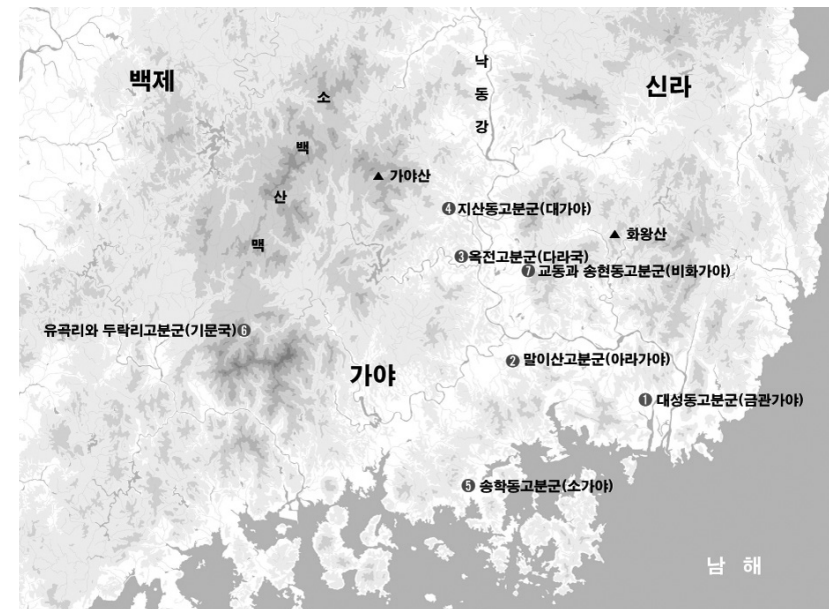 백제
신라
낙
동
강
소
백
산
맥
▲ 가야산
❹ 지산동고분군(대가야)
▲ 화왕산
❸ 옥전고분군(다라국)
❼ 교동과 송현동고분군(비화가야)
유곡리와 두락리고분군(기문국) ❻
❷ 말이산고분군(아라가야)
가야
❶ 대성동고분군(금관가야)
❺ 송학동고분군(소가야)
남 해